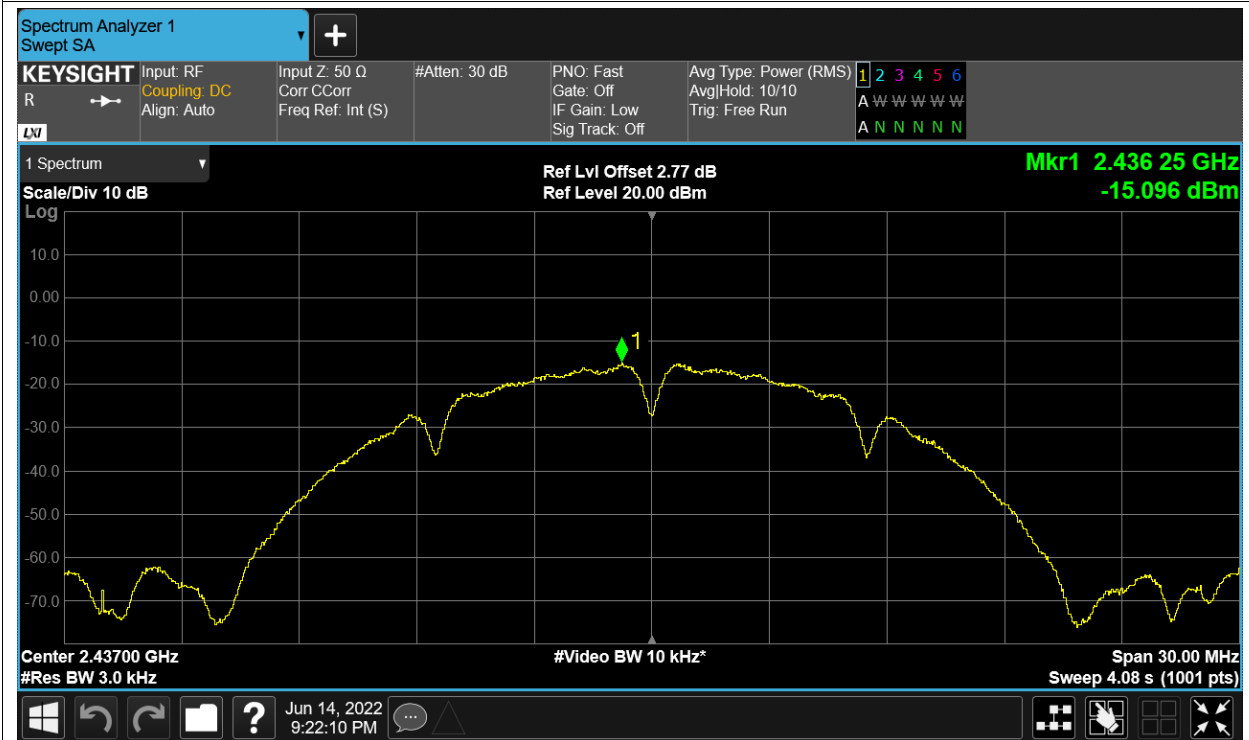 Spectrum Analyzer 1
Swept SA
KEYSIGHT
R
LXI
Input: RF
Coupling: DC
Align: Auto
Input Z: 50 Ω
Corr CCorr
Freq Ref: Int (S)
#Atten: 30 dB
PNO: Fast
Gate: Off
IF Gain: Low
Sig Track: Off
Avg Type: Power (RMS)
Avg|Hold: 10/10
Trig: Free Run
1 2 3 4 5 6
A W W W W W
A N N N N N
1 Spectrum
Scale/Div 10 dB
Log
Ref Lvl Offset 2.77 dB
Ref Level 20.00 dBm
Mkr1 2.436 25 GHz
-15.096 dBm
10.0
0.00
-10.0
-20.0
-30.0
-40.0
-50.0
-60.0
-70.0
1
Center 2.43700 GHz
#Res BW 3.0 kHz
#Video BW 10 kHz*
Span 30.00 MHz
Sweep 4.08 s (1001 pts)
?
Jun 14, 2022
9:22:10 PM